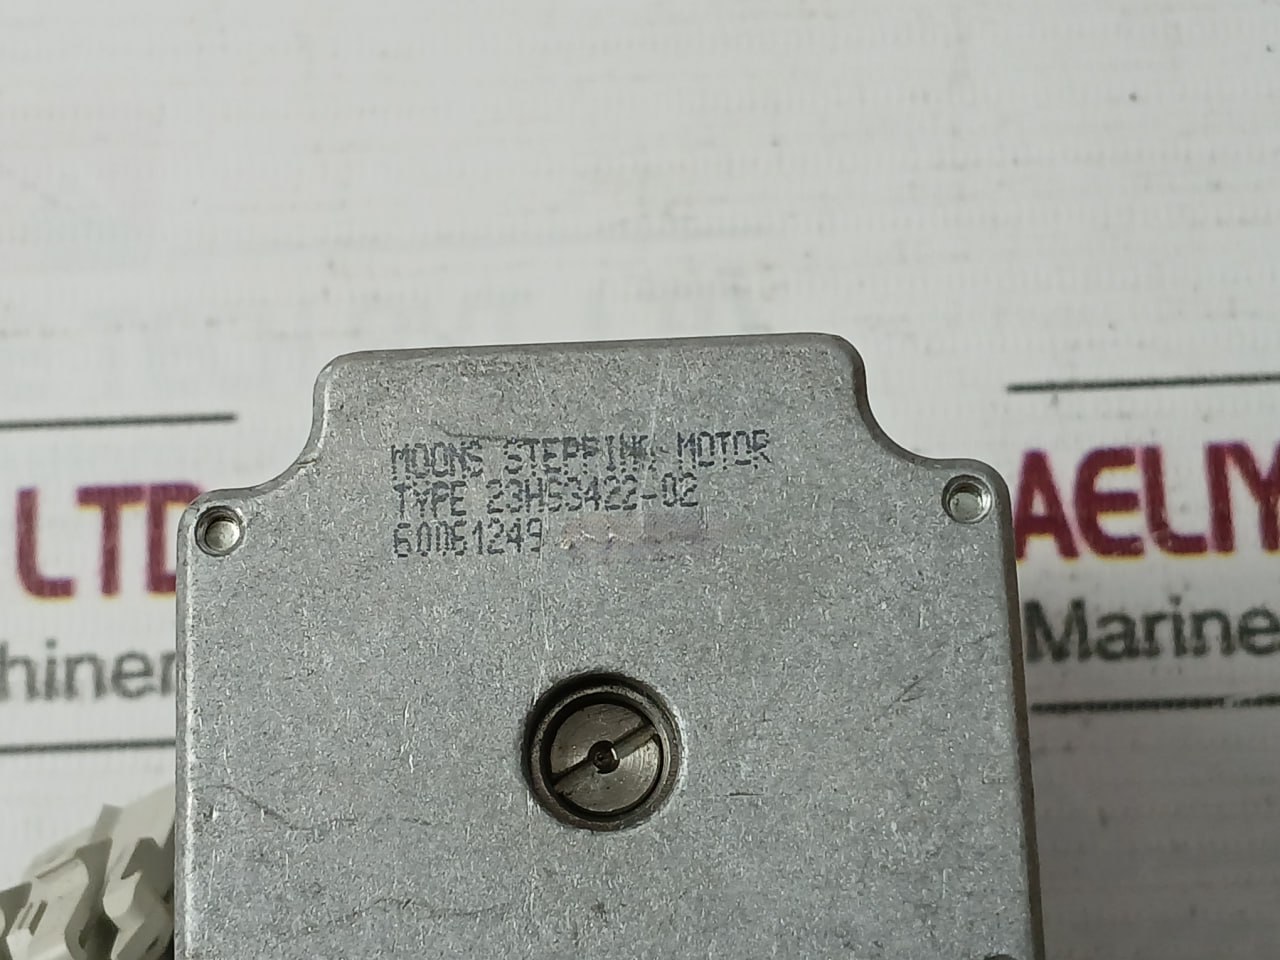 MOONS STEPPING MOTOR
TYPE 23HS3422-02
60061249
LTD
AELIY
hiner
Marine